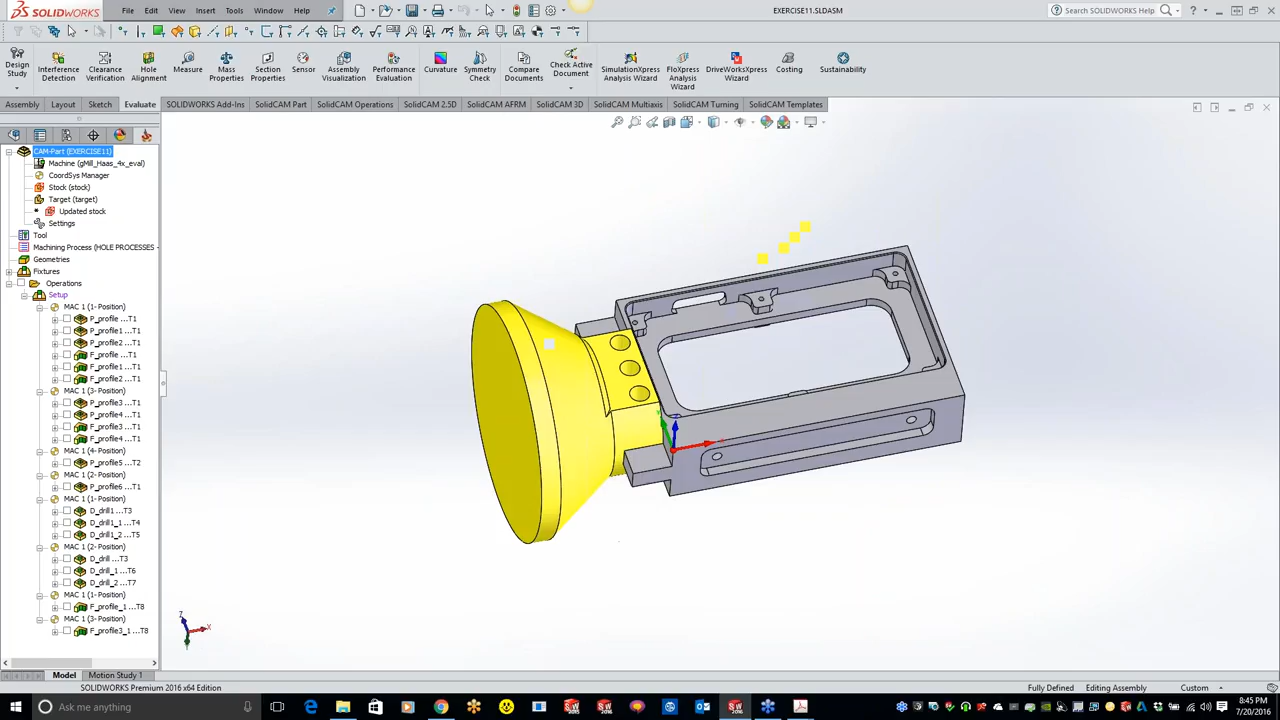 SOLIDWORKS File Edit View Insert Tools Window Help EXERCISE11.SLDASM Search SolidWorks
Design Study
Interference Detection
Clearance Verification
Hole Alignment
Measure
Mass Properties
Section Properties
Sensor
Assembly Visualization
Performance Evaluation
Curvature
Symmetry Check
Compare Documents
Check Active Document
SimulationXpress Analysis Wizard
FloXpress Analysis Wizard
DriveWorksXpress Wizard
Costing
Sustainability
Assembly Layout Sketch Evaluate SOLIDWORKS Add-Ins SolidCAM Part SolidCAM Operations SolidCAM 2.5D SolidCAM AFRM SolidCAM 3D SolidCAM Multiaxis SolidCAM Turning SolidCAM Templates
CAM-Part (EXERCISE11)
Machine (gMill_Haas_4x_eval)
CoordSys Manager
Stock (stock)
Target (target)
* Updated stock
Settings
Tool
Machining Process (HOLE PROCESSES -
Geometries
Fixtures
Operations
Setup
MAC 1 (1- Position)
P_profile ...T1
P_profile1 ...T1
P_profile2 ...T1
F_profile ...T1
F_profile1 ...T1
F_profile2 ...T1
MAC 1 (3- Position)
P_profile3 ...T1
P_profile4 ...T1
F_profile3 ...T1
F_profile4 ...T1
MAC 1 (4- Position)
P_profile5 ...T2
MAC 1 (2- Position)
P_profile6 ...T1
MAC 1 (1- Position)
D_drill1 ...T3
D_drill1_1 ...T4
D_drill1_2 ...T5
MAC 1 (2- Position)
D_drill ...T3
D_drill_1 ...T6
D_drill_2 ...T7
MAC 1 (1- Position)
F_profile_1 ...T8
MAC 1 (3- Position)
F_profile3_1 ...T8
Z
X
Model Motion Study 1
SOLIDWORKS Premium 2016 x64 Edition Fully Defined Editing Assembly Custom
Ask me anything
8:45 PM
7/20/2016